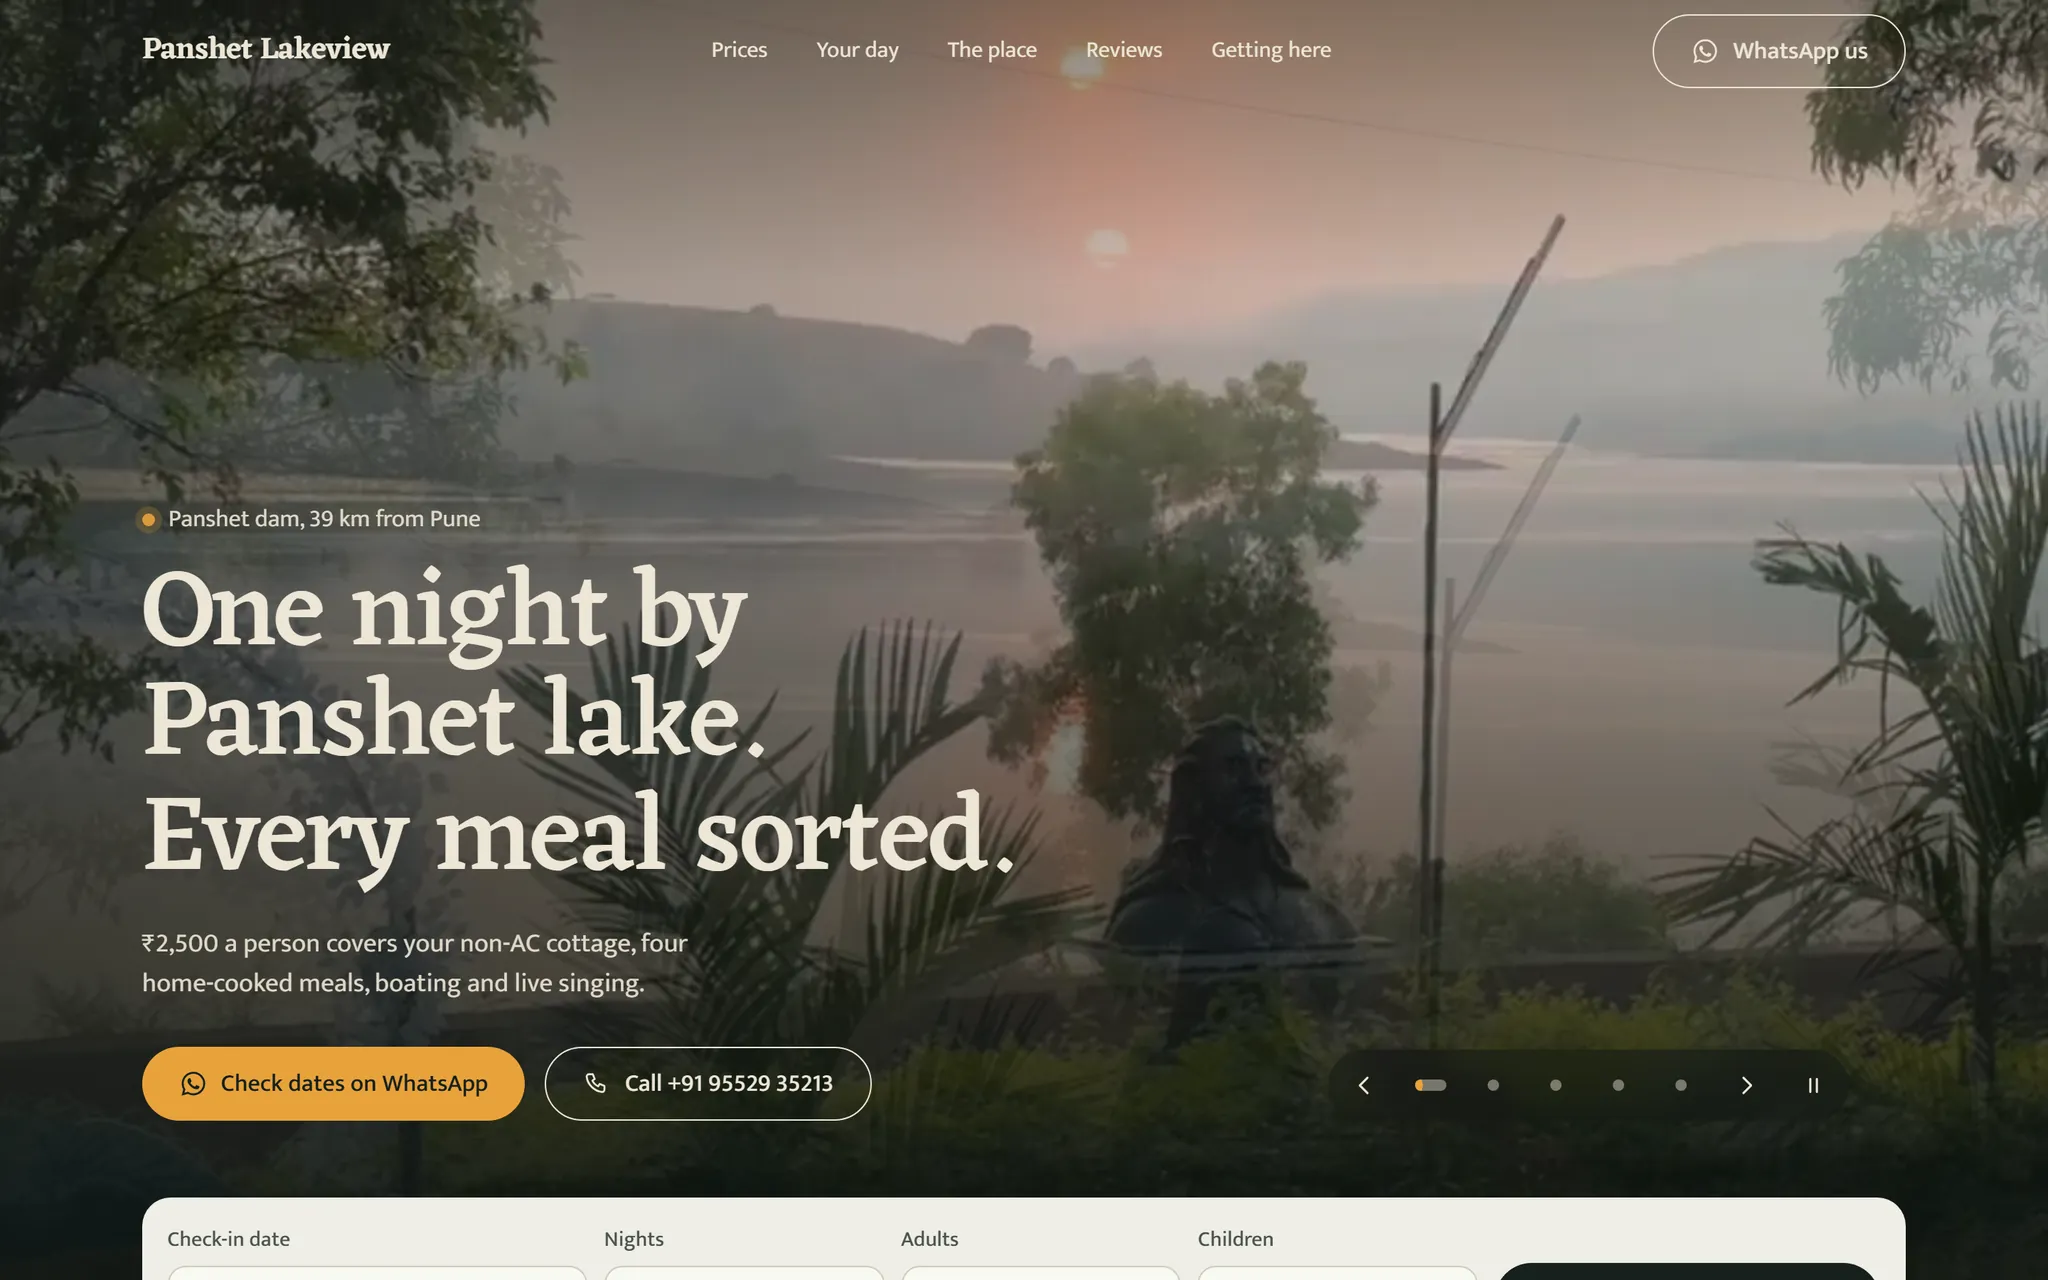 Panshet Lakeview
Prices
Your day
The place
Reviews
Getting here
WhatsApp us
Panshet dam, 39 km from Pune
One night by
Panshet lake.
Every meal sorted.
₹2,500 a person covers your non-AC cottage, four
home-cooked meals, boating and live singing.
Check dates on WhatsApp
Call +91 95529 35213
Check-in date
Nights
Adults
Children